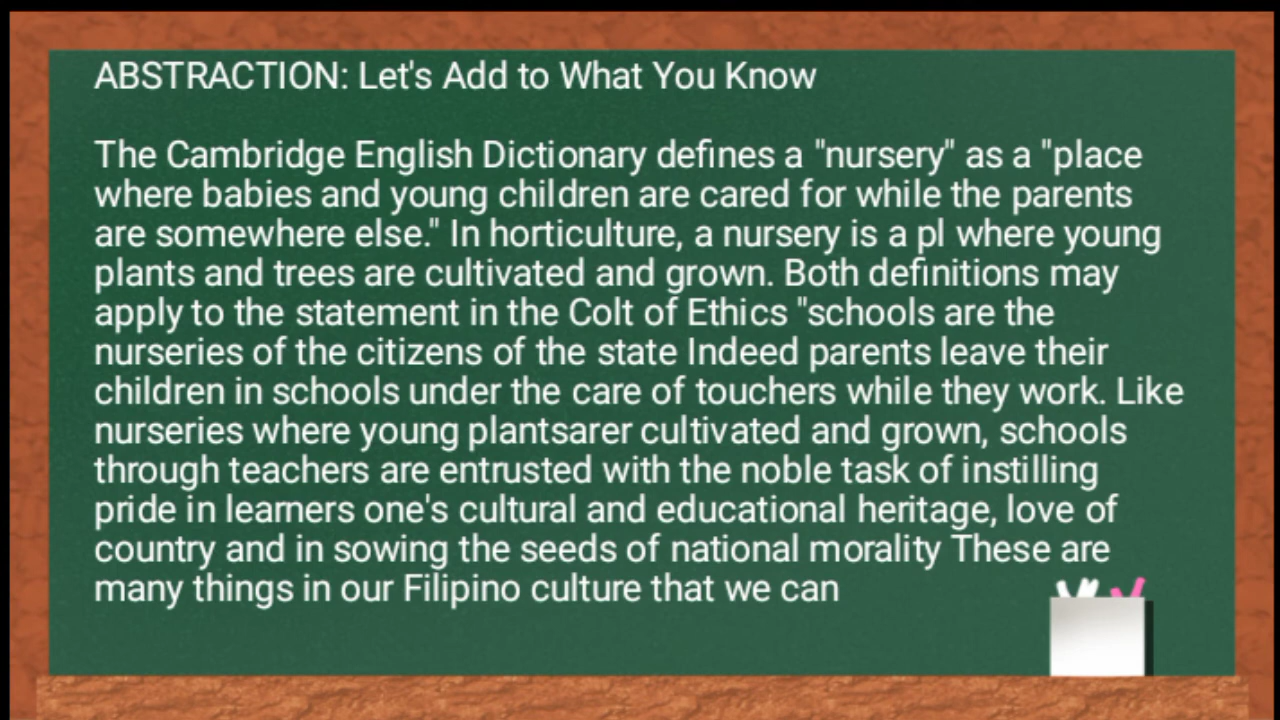 ABSTRACTION: Let's Add to What You Know
The Cambridge English Dictionary defines a "nursery" as a "place
where babies and young children are cared for while the parents
are somewhere else." In horticulture, a nursery is a pl where young
plants and trees are cultivated and grown. Both definitions may
apply to the statement in the Colt of Ethics "schools are the
nurseries of the citizens of the state Indeed parents leave their
children in schools under the care of touchers while they work. Like
nurseries where young plantsarer cultivated and grown, schools
through teachers are entrusted with the noble task of instilling
pride in learners one's cultural and educational heritage, love of
country and in sowing the seeds of national morality These are
many things in our Filipino culture that we can